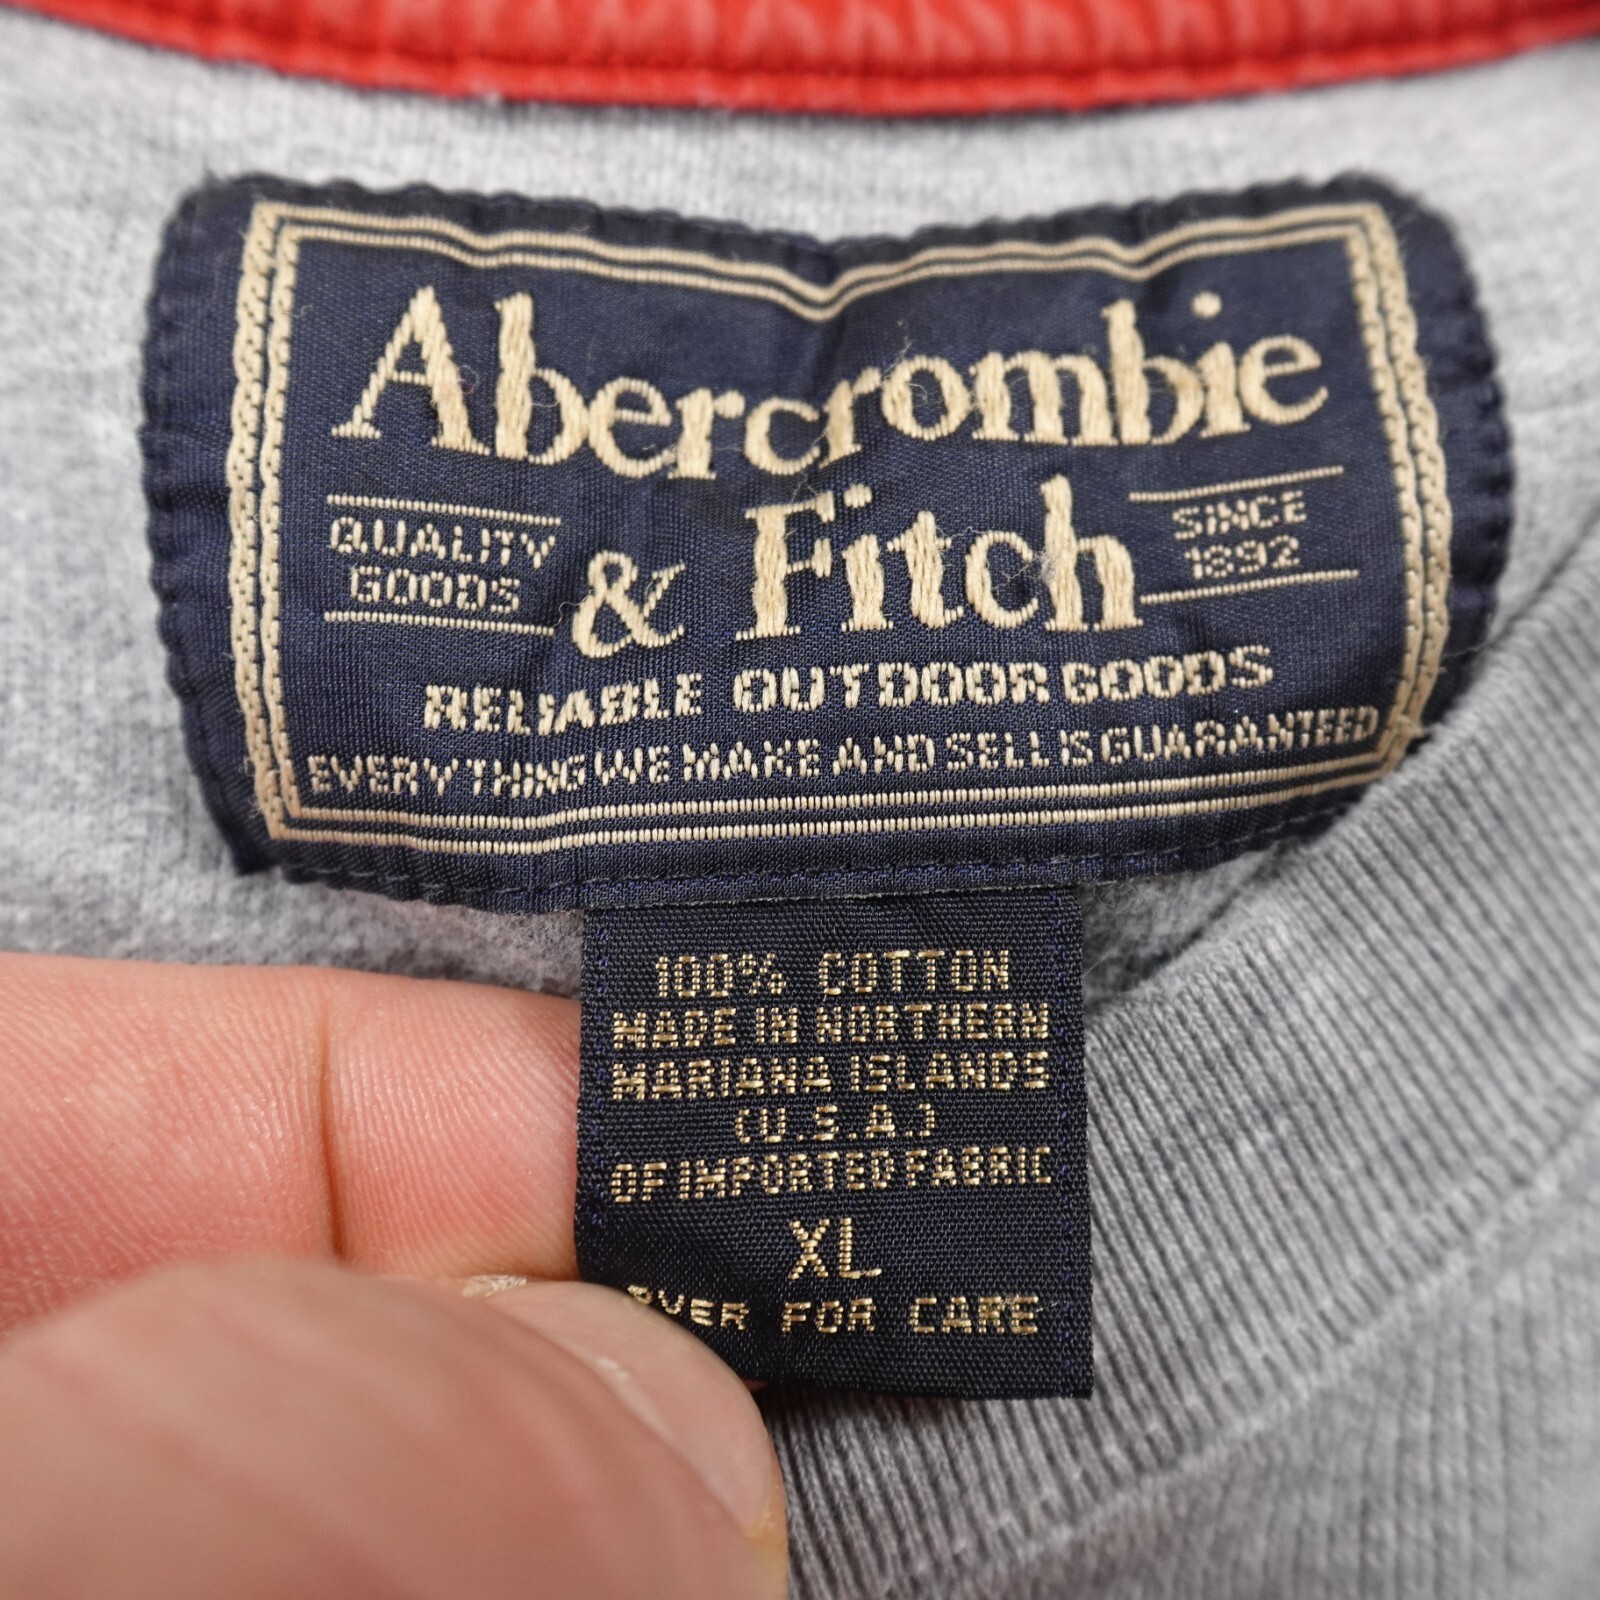 Abercrombie
& Fitch
QUALITY
GOODS
SINCE
1892
RELIABLE OUTDOOR GOODS
EVERYTHING WE MAKE AND SELL IS GUARANTEED
100% COTTON
MADE IN NORTHERN
MARIANA ISLANDS
(U.S.A.)
OF IMPORTED FABRIC
XL
OVER FOR CARE